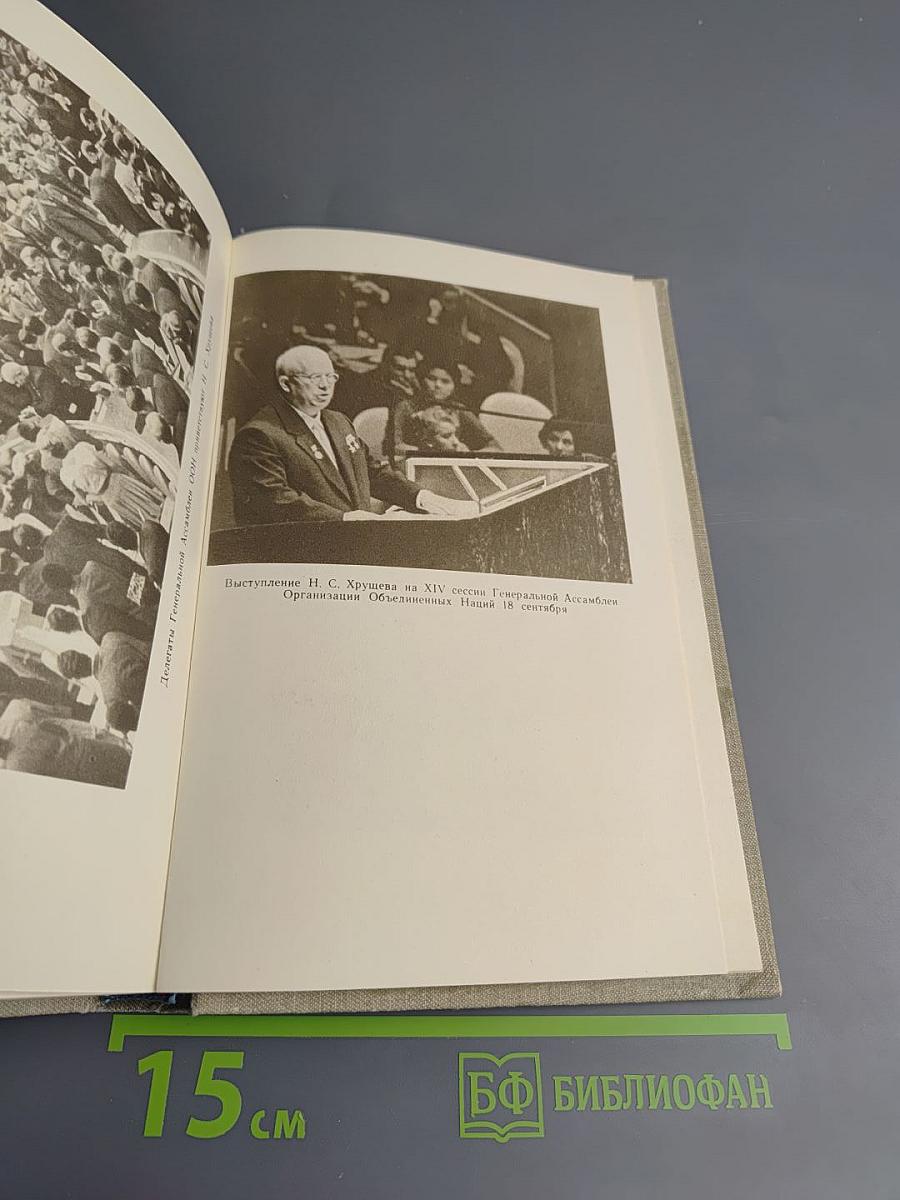 Делегаты Генеральной Ассамблеи ООН приветствуют Н. С. Хрущева
Выступление Н. С. Хрущева на XIV сессии Генеральной Ассамблеи
Организации Объединенных Наций 18 сентября
15 см
БФ БИБЛИОФАН